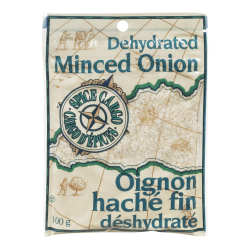 Dehydrated
Minced Onion
SPICE CARGO
CARGO D'ÉPICES
Oignon
haché fin
déshydraté
100 g